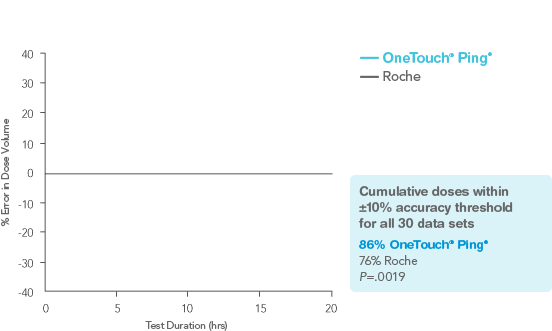 OneTouch® Ping®
Roche
% Error in Dose Volume
40
30
20
10
0
-10
-20
-30
-40
0 5 10 15 20
Test Duration (hrs)
Cumulative doses within
±10% accuracy threshold
for all 30 data sets
86% OneTouch® Ping®
76% Roche
P=.0019